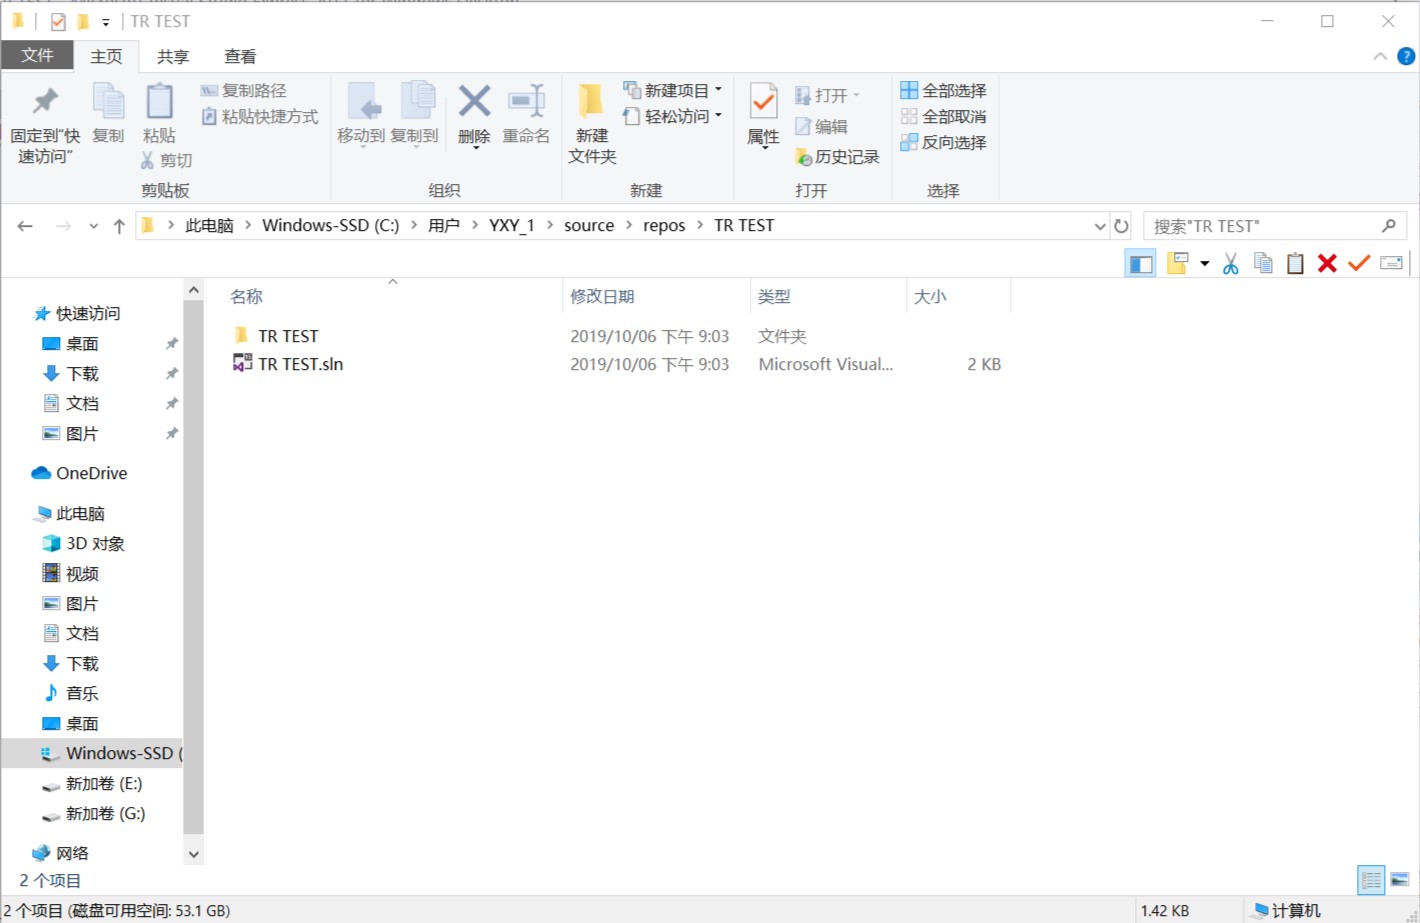 TR TEST
文件 主页 共享 查看
固定到"快速访问"
复制
粘贴
复制路径
粘贴快捷方式
剪切
剪贴板
移动到
复制到
删除
重命名
组织
新建文件夹
新建项目
轻松访问
新建
属性
打开
编辑
历史记录
打开
全部选择
全部取消
反向选择
选择
此电脑 > Windows-SSD (C:) > 用户 > YXY_1 > source > repos > TR TEST
搜索"TR TEST"
快速访问
桌面
下载
文档
图片
OneDrive
此电脑
3D 对象
视频
图片
文档
下载
音乐
桌面
Windows-SSD (
新加卷 (E:)
新加卷 (G:)
网络
名称 修改日期 类型 大小
TR TEST 2019/10/06 下午 9:03 文件夹
TR TEST.sln 2019/10/06 下午 9:03 Microsoft Visual... 2 KB
2 个项目
2 个项目 (磁盘可用空间: 53.1 GB) 1.42 KB 计算机